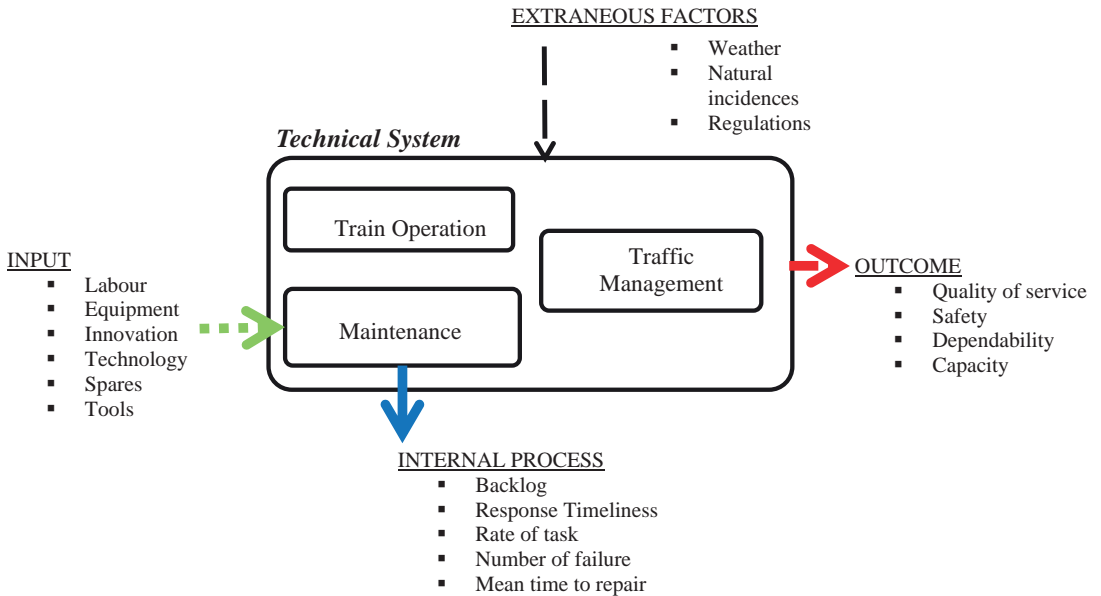 EXTRANEOUS FACTORS
▪ Weather
▪ Natural
incidences
▪ Regulations
Technical System
Train Operation
Traffic
Management
Maintenance
INPUT
▪ Labour
▪ Equipment
▪ Innovation
▪ Technology
▪ Spares
▪ Tools
OUTCOME
▪ Quality of service
▪ Safety
▪ Dependability
▪ Capacity
INTERNAL PROCESS
▪ Backlog
▪ Response Timeliness
▪ Rate of task
▪ Number of failure
▪ Mean time to repair